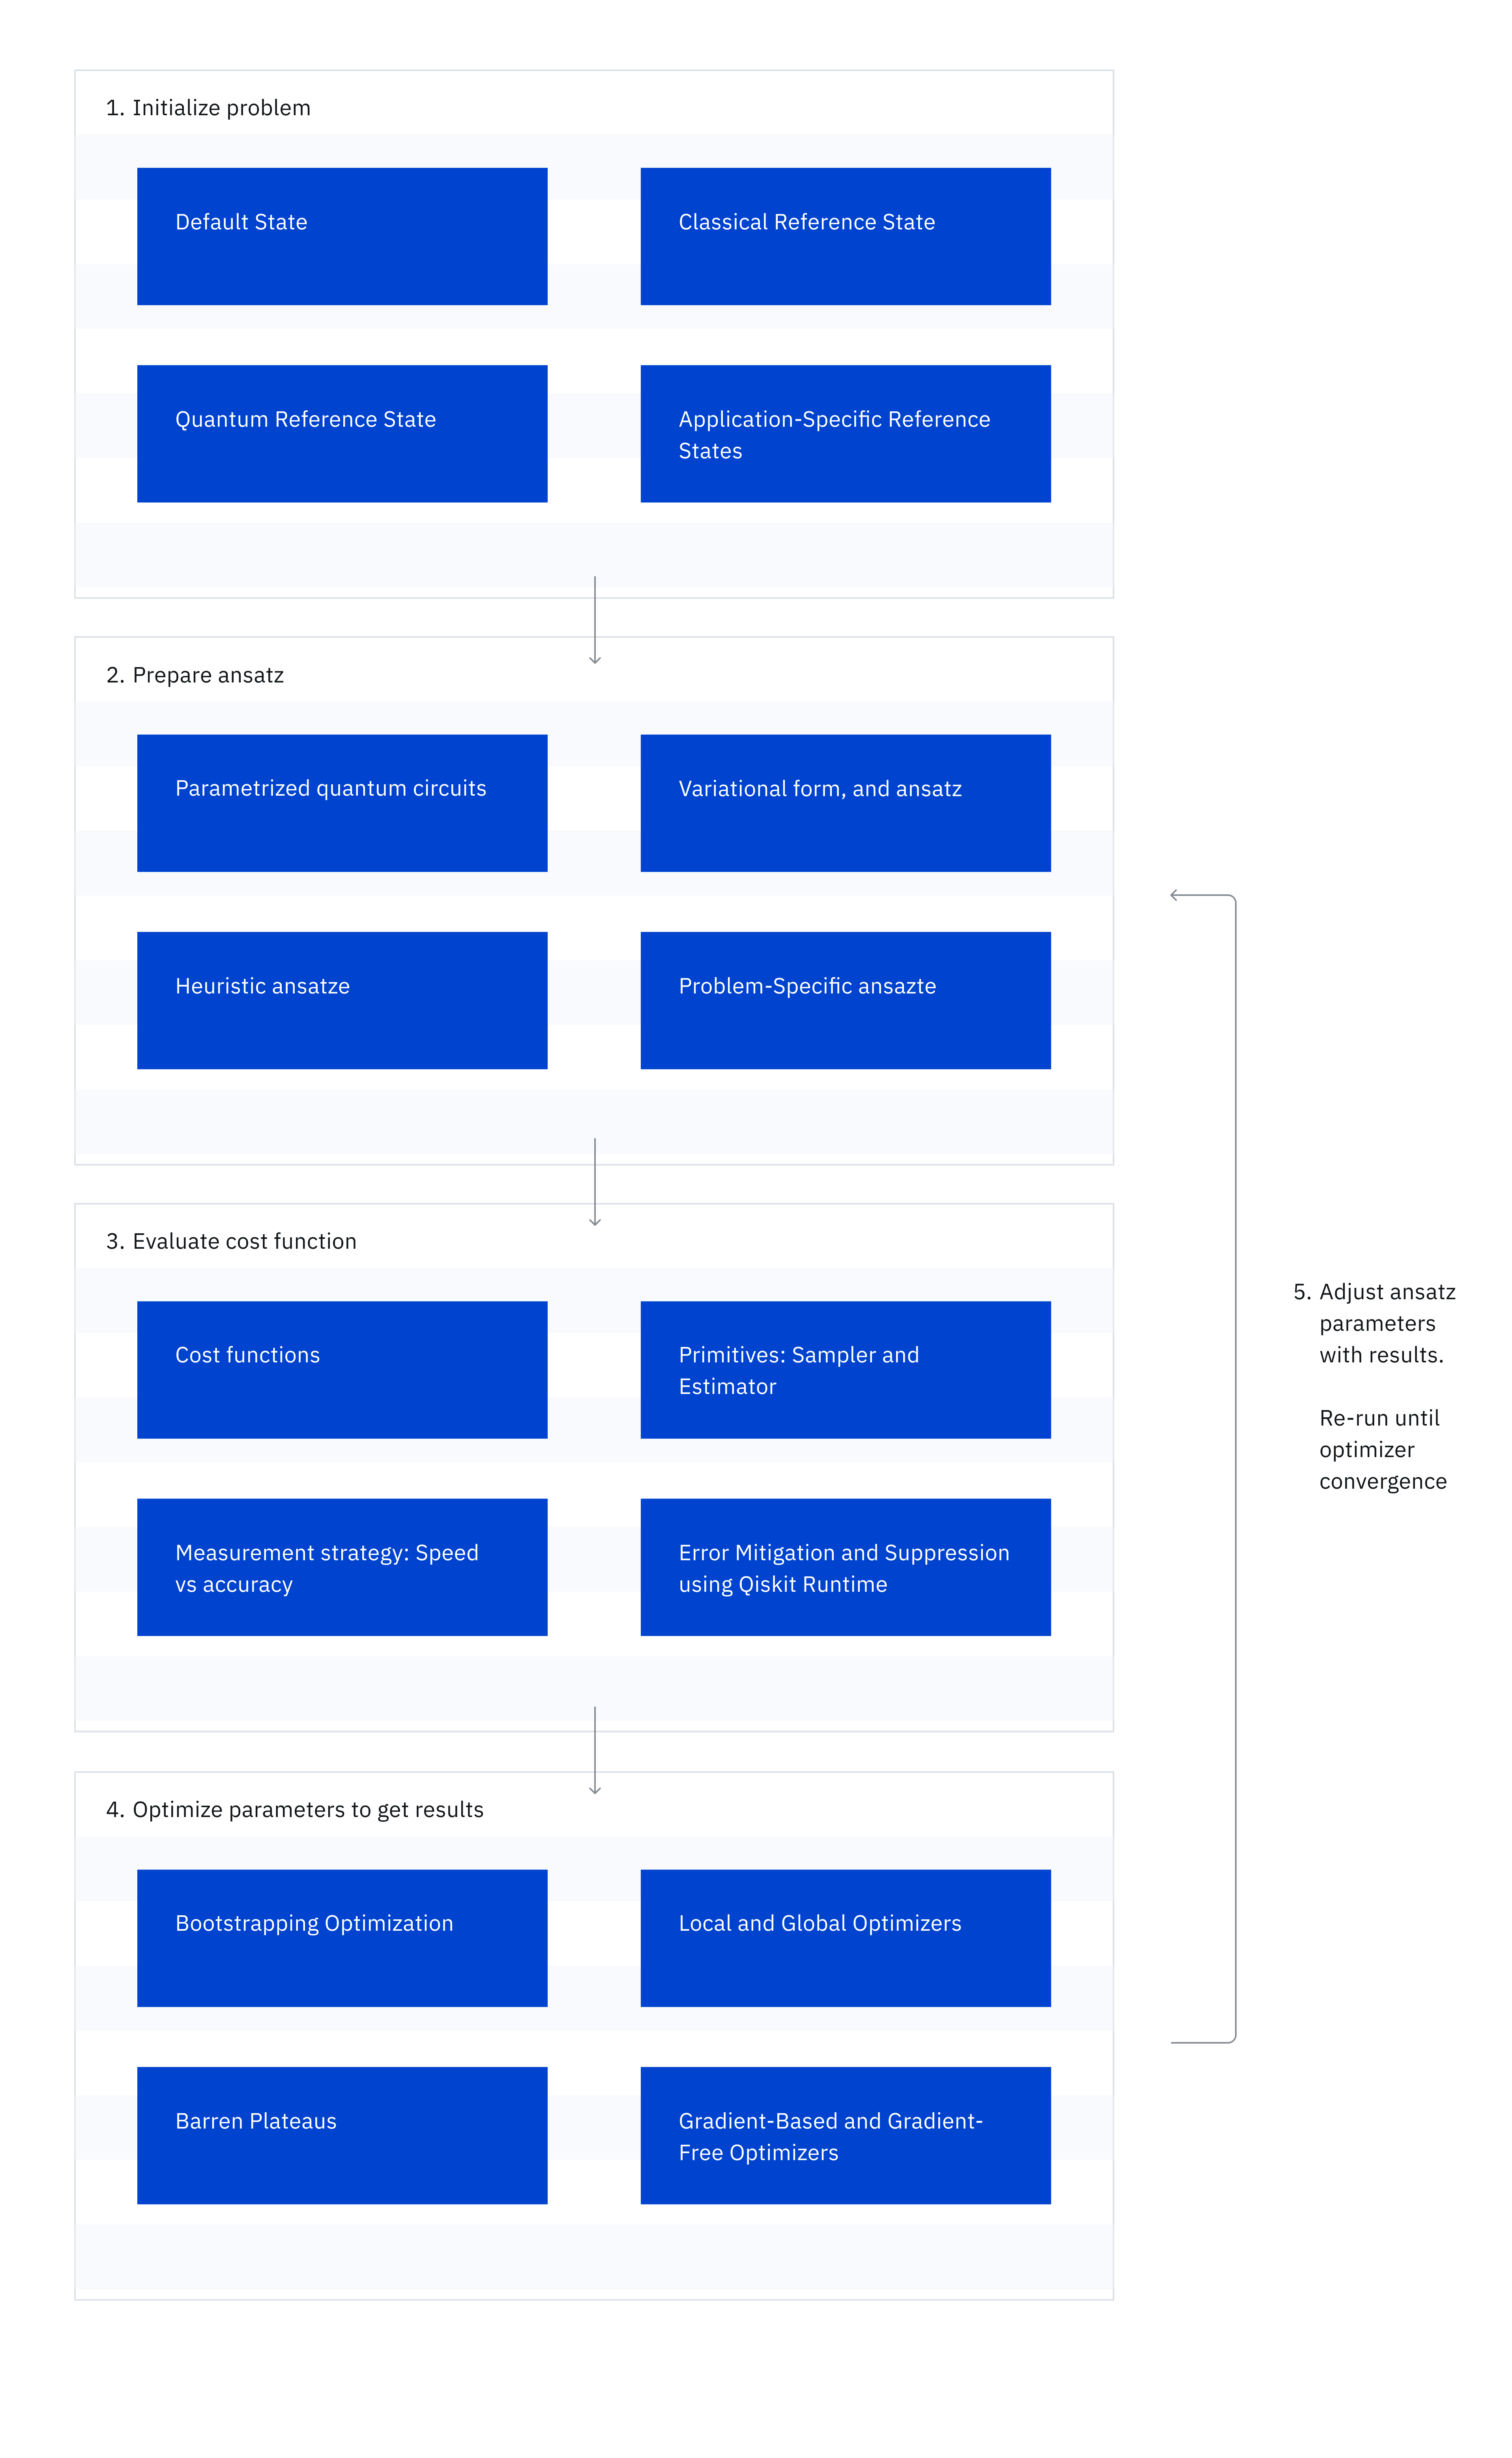 1. Initialize problem
Default State
Classical Reference State
Quantum Reference State
Application-Specific Reference
States
2. Prepare ansatz
Parametrized quantum circuits
Variational form, and ansatz
Heuristic ansatze
Problem-Specific ansazte
3. Evaluate cost function
Cost functions
Primitives: Sampler and
Estimator
Measurement strategy: Speed
vs accuracy
Error Mitigation and Suppression
using Qiskit Runtime
4. Optimize parameters to get results
Bootstrapping Optimization
Local and Global Optimizers
Barren Plateaus
Gradient-Based and Gradient-
Free Optimizers
5. Adjust ansatz
parameters
with results.
Re-run until
optimizer
convergence